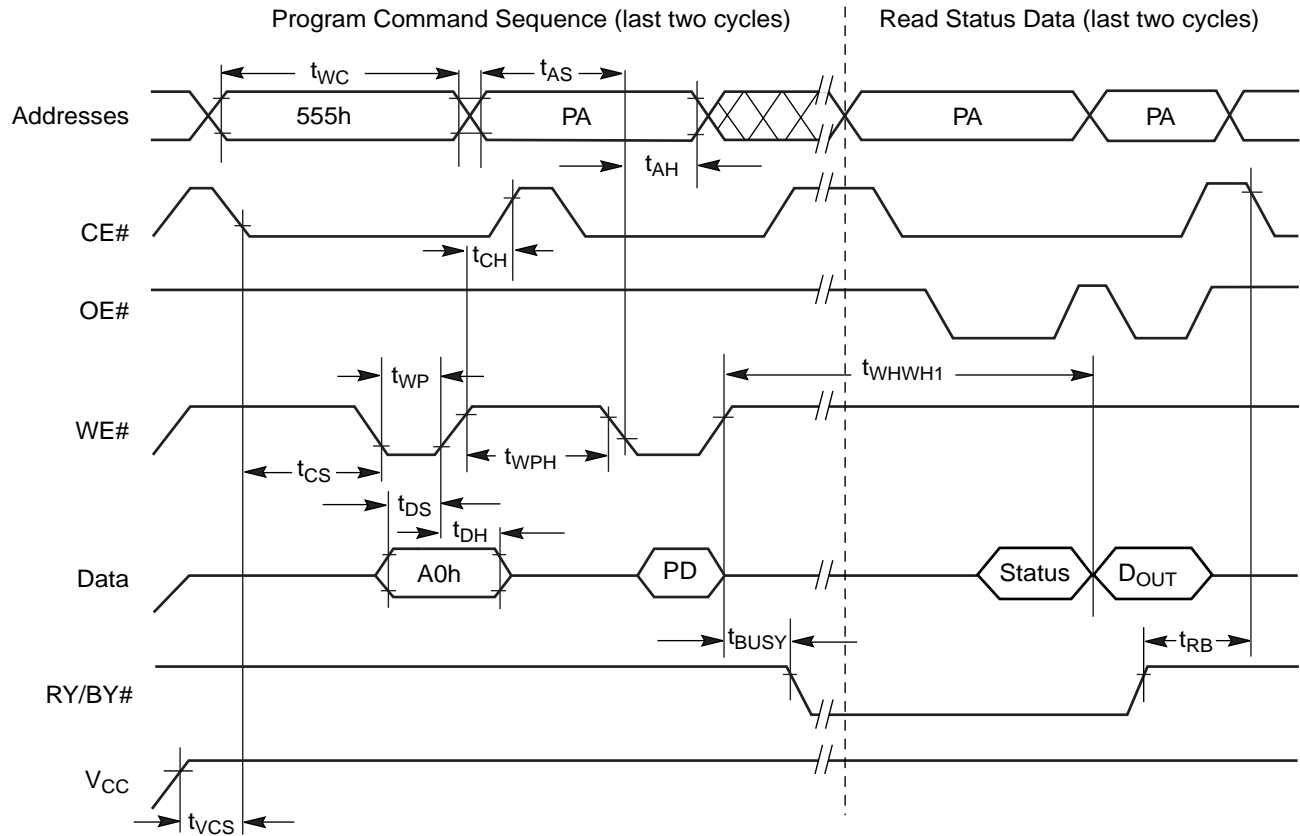 Program Command Sequence (last two cycles)
Read Status Data (last two cycles)
tWC
tAS
Addresses
555h
PA
PA
PA
tAH
CE#
tCH
OE#
tWP
tWHWH1
WE#
tCS
tWPH
tDS
tDH
Data
A0h
PD
Status
DOUT
tBUSY
tRB
RY/BY#
VCC
tVCS